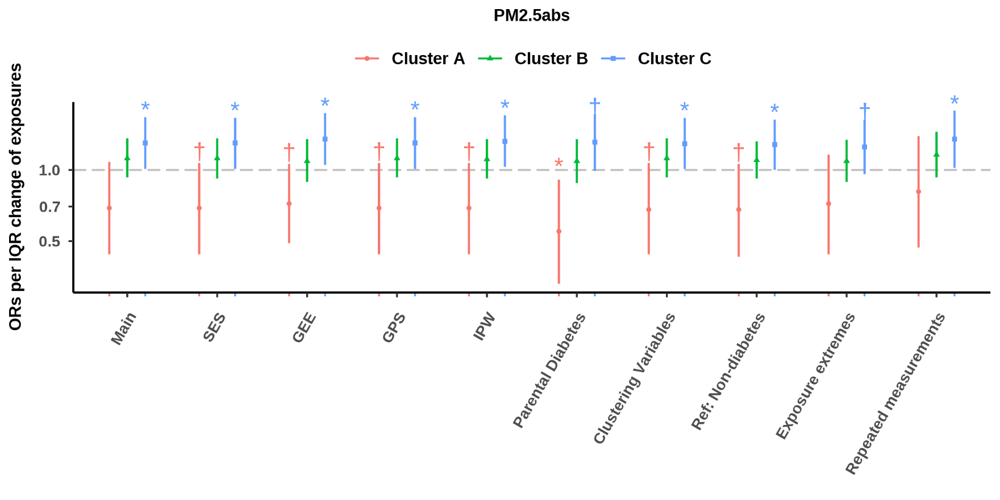 PM2.5abs
Cluster A Cluster B Cluster C
ORs per IQR change of exposures
* * * * * † * * † *
† † † † * † †
1.0
0.7
0.5
Main
SES
GEE
GPS
IPW
Parental Diabetes
Clustering Variables
Ref: Non-diabetes
Exposure extremes
Repeated measurements